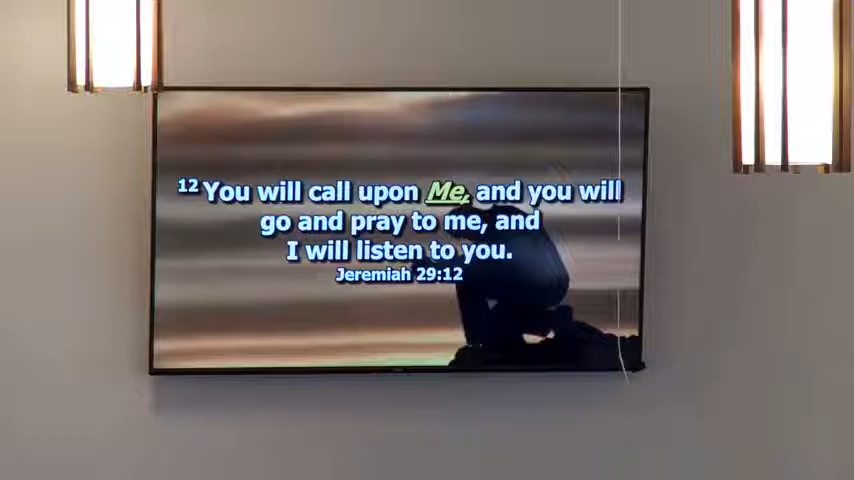 12 You will call upon Me, and you will
go and pray to me, and
I will listen to you.
Jeremiah 29:12